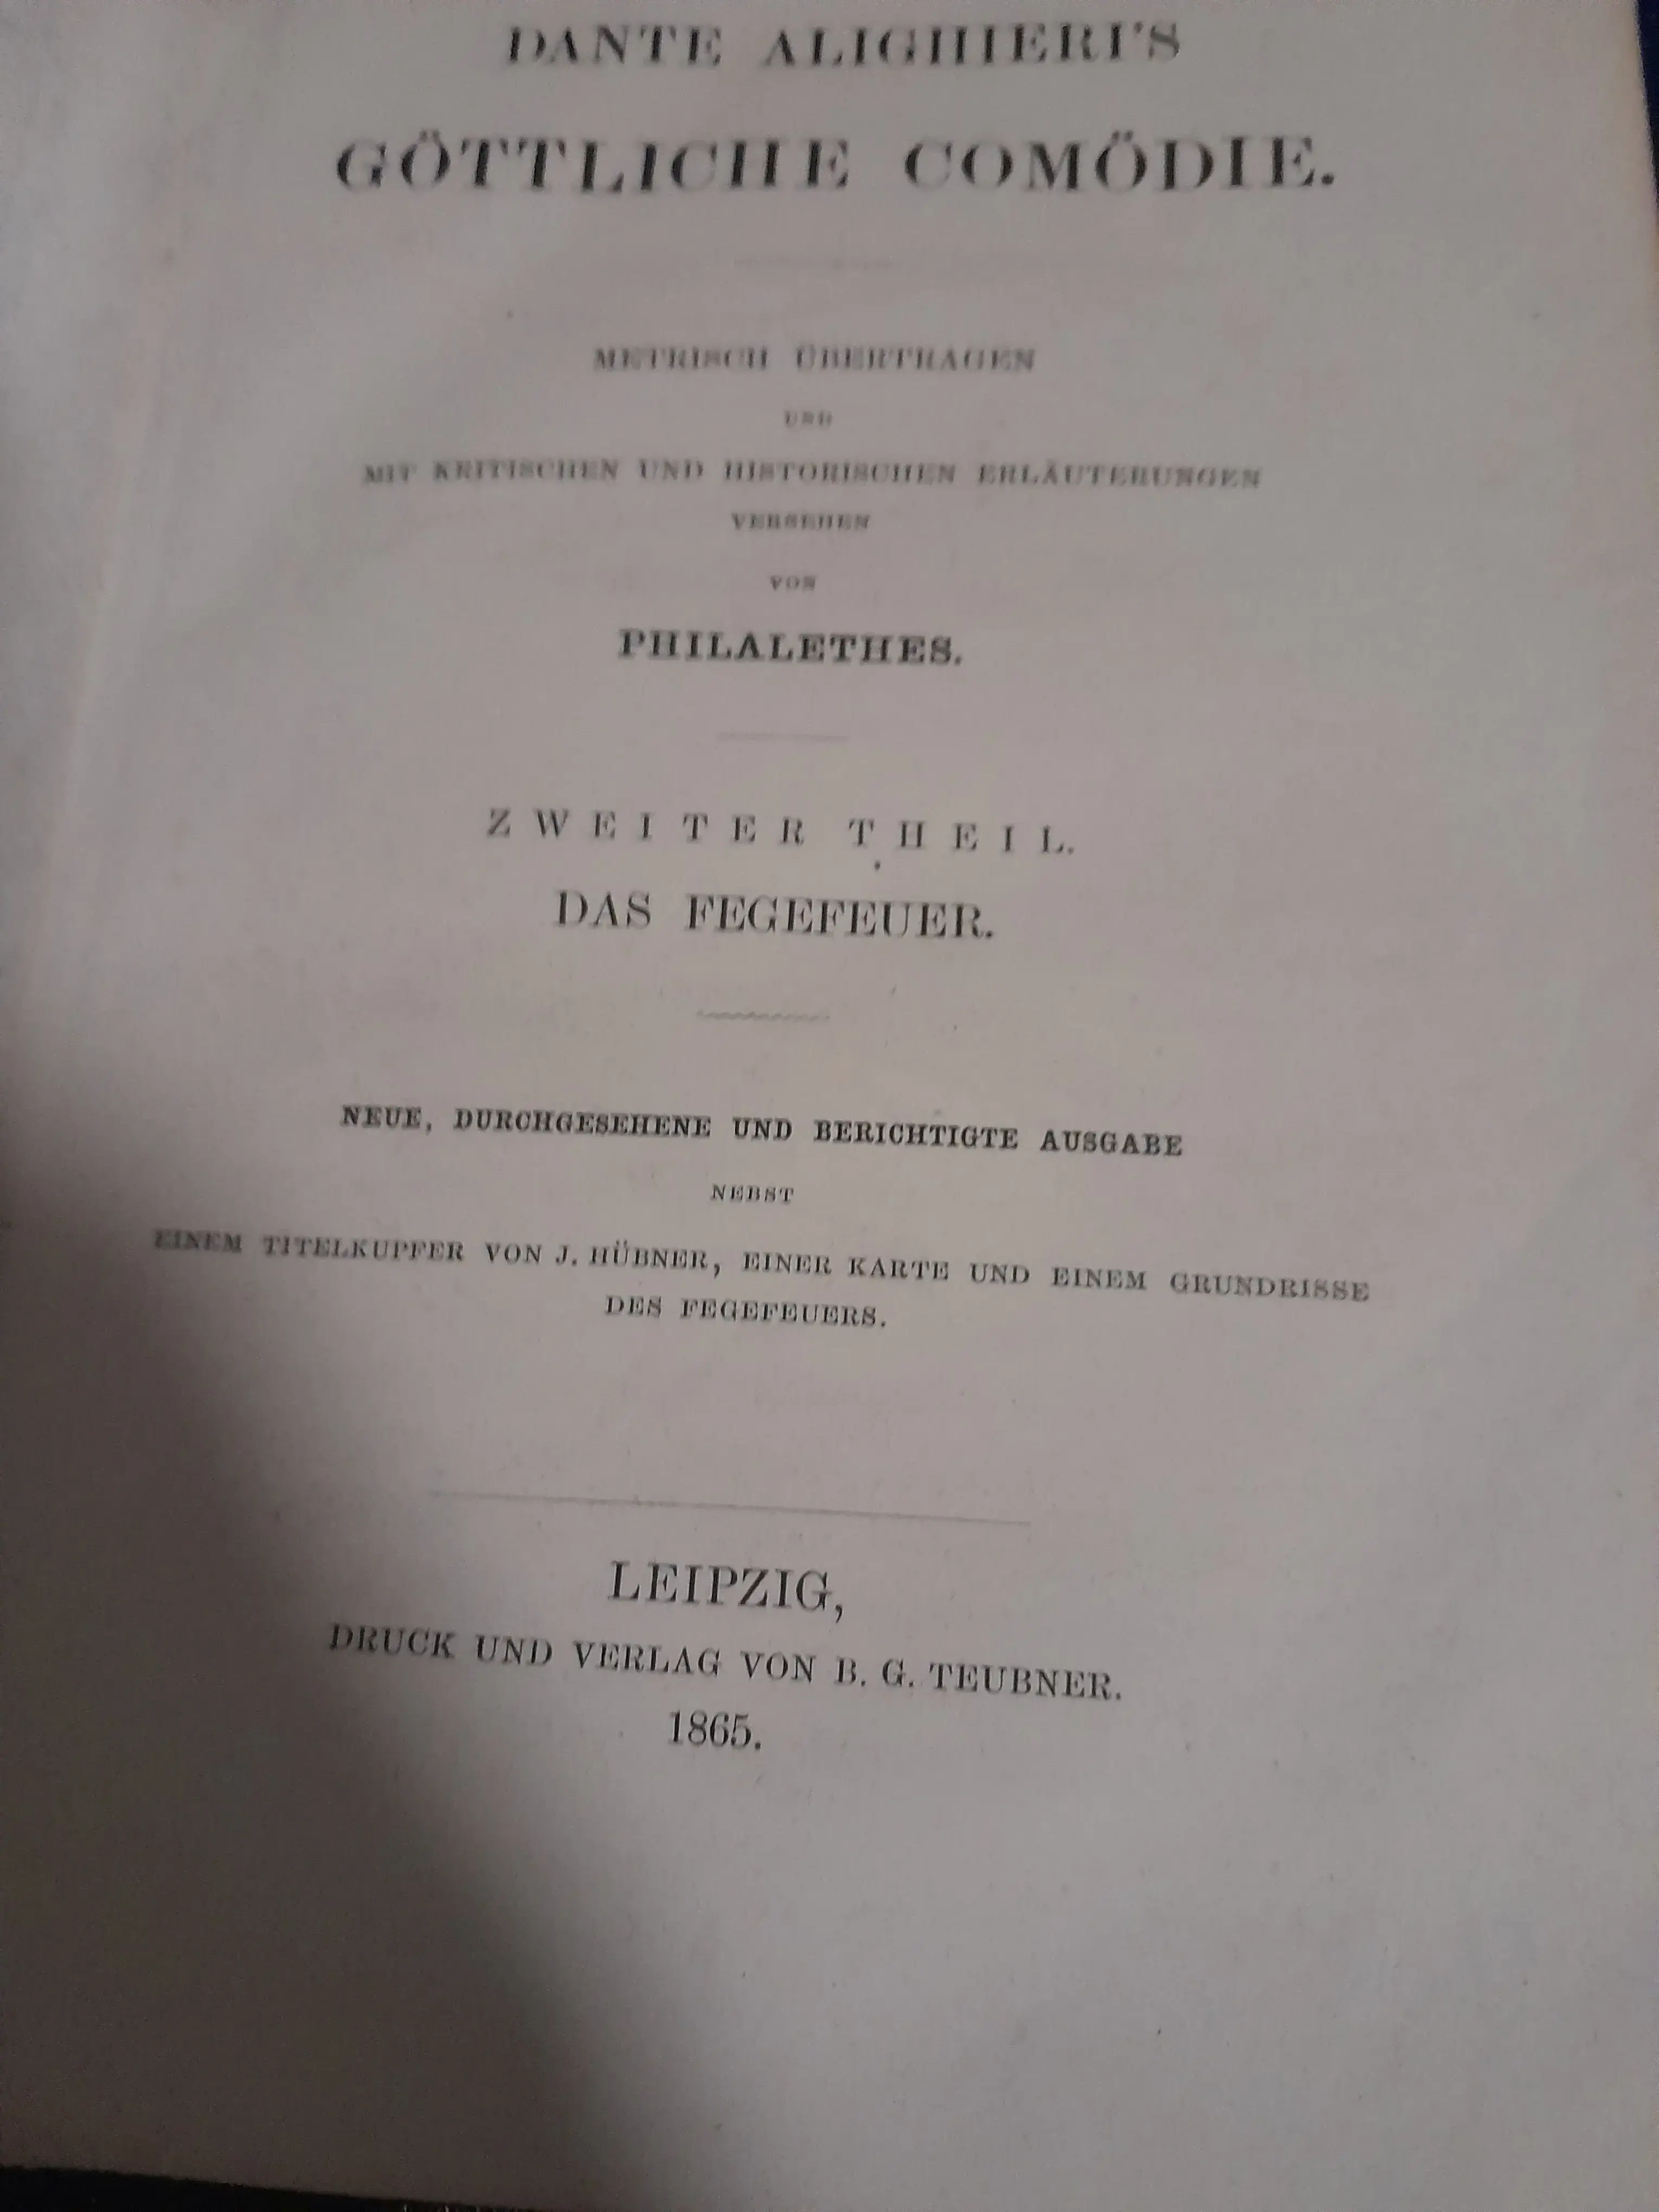 DANTE ALIGHIERI'S
GÖTTLICHE COMÖDIE.
METRISCH ÜBERTRAGEN
UND
MIT KRITISCHEN UND HISTORISCHEN ERLÄUTERUNGEN
VERSEHEN
VON
PHILALETHES.
ZWEITER THEIL.
DAS FEGEFEUER.
NEUE, DURCHGESEHENE UND BERICHTIGTE AUSGABE
NEBST
EINEM TITELKUPFER VON J. HÜBNER, EINER KARTE UND EINEM GRUNDRISSE
DES FEGEFEUERS.
LEIPZIG,
DRUCK UND VERLAG VON B. G. TEUBNER.
1865.